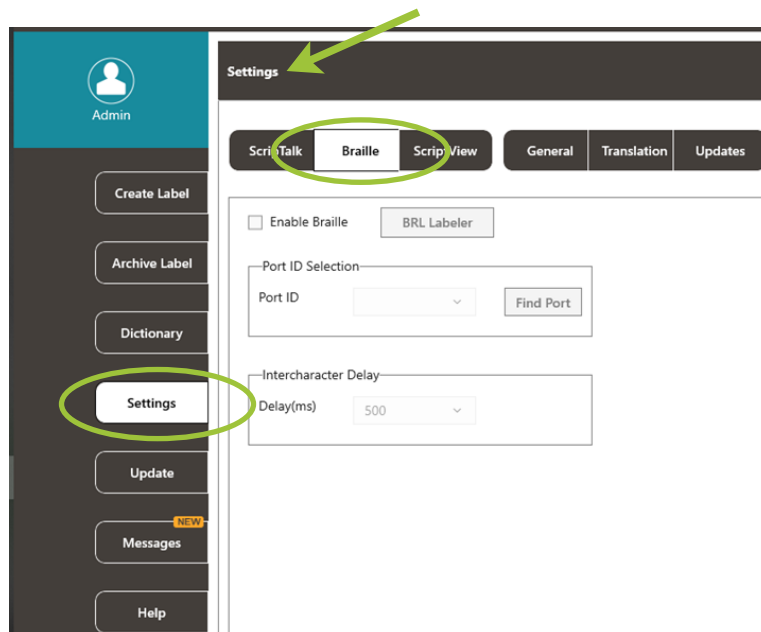 Settings
Admin
ScripTalk Braille ScriptView General Translation Updates
Create Label
Enable Braille BRL Labeler
Archive Label
Port ID Selection
Port ID Find Port
Dictionary
Intercharacter Delay
Settings
Delay(ms) 500
Update
NEW
Messages
Help